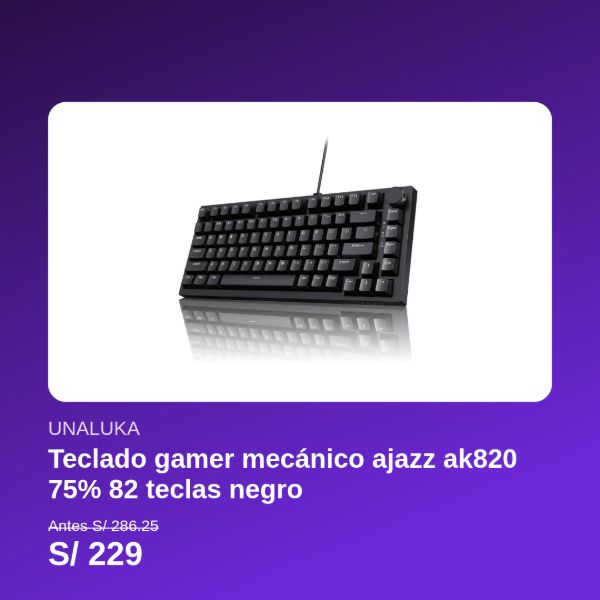 UNALUKA
Teclado gamer mecánico ajazz ak820
75% 82 teclas negro
Antes S/ 286.25
S/ 229